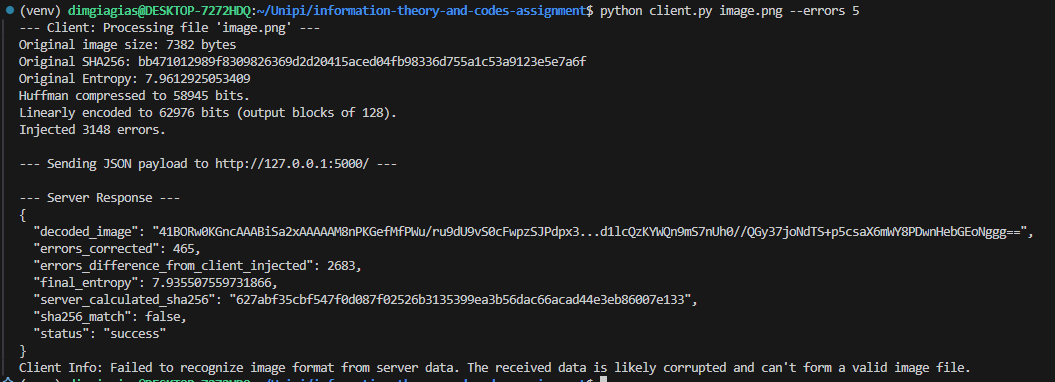 (venv) dimgiagias@DESKTOP-7272HDQ:~/Unipi/information-theory-and-codes-assignment$ python client.py image.png --errors 5
--- Client: Processing file 'image.png' ---
Original image size: 7382 bytes
Original SHA256: bb471012989f8309826369d2d20415aced04fb98336d755a1c53a9123e5e7a6f
Original Entropy: 7.9612925053409
Huffman compressed to 58945 bits.
Linearly encoded to 62976 bits (output blocks of 128).
Injected 3148 errors.
--- Sending JSON payload to http://127.0.0.1:5000/ ---
--- Server Response ---
{
"decoded_image": "41BORw0KGncAAABiSa2xAAAAAM8nPKGefMfPWu/ru9dU9vS0cFwpzSJPdpx3...d1lcQzKYWQn9mS7nUh0//QGy37joNdTS+p5csaX6mWY8PDwnHebGEoNggg==",
"errors_corrected": 465,
"errors_difference_from_client_injected": 2683,
"final_entropy": 7.935507559731866,
"server_calculated_sha256": "627abf35cbf547f0d087f02526b3135399ea3b56dac66acad44e3eb86007e133",
"sha256_match": false,
"status": "success"
}
Client Info: Failed to recognize image format from server data. The received data is likely corrupted and can't form a valid image file.